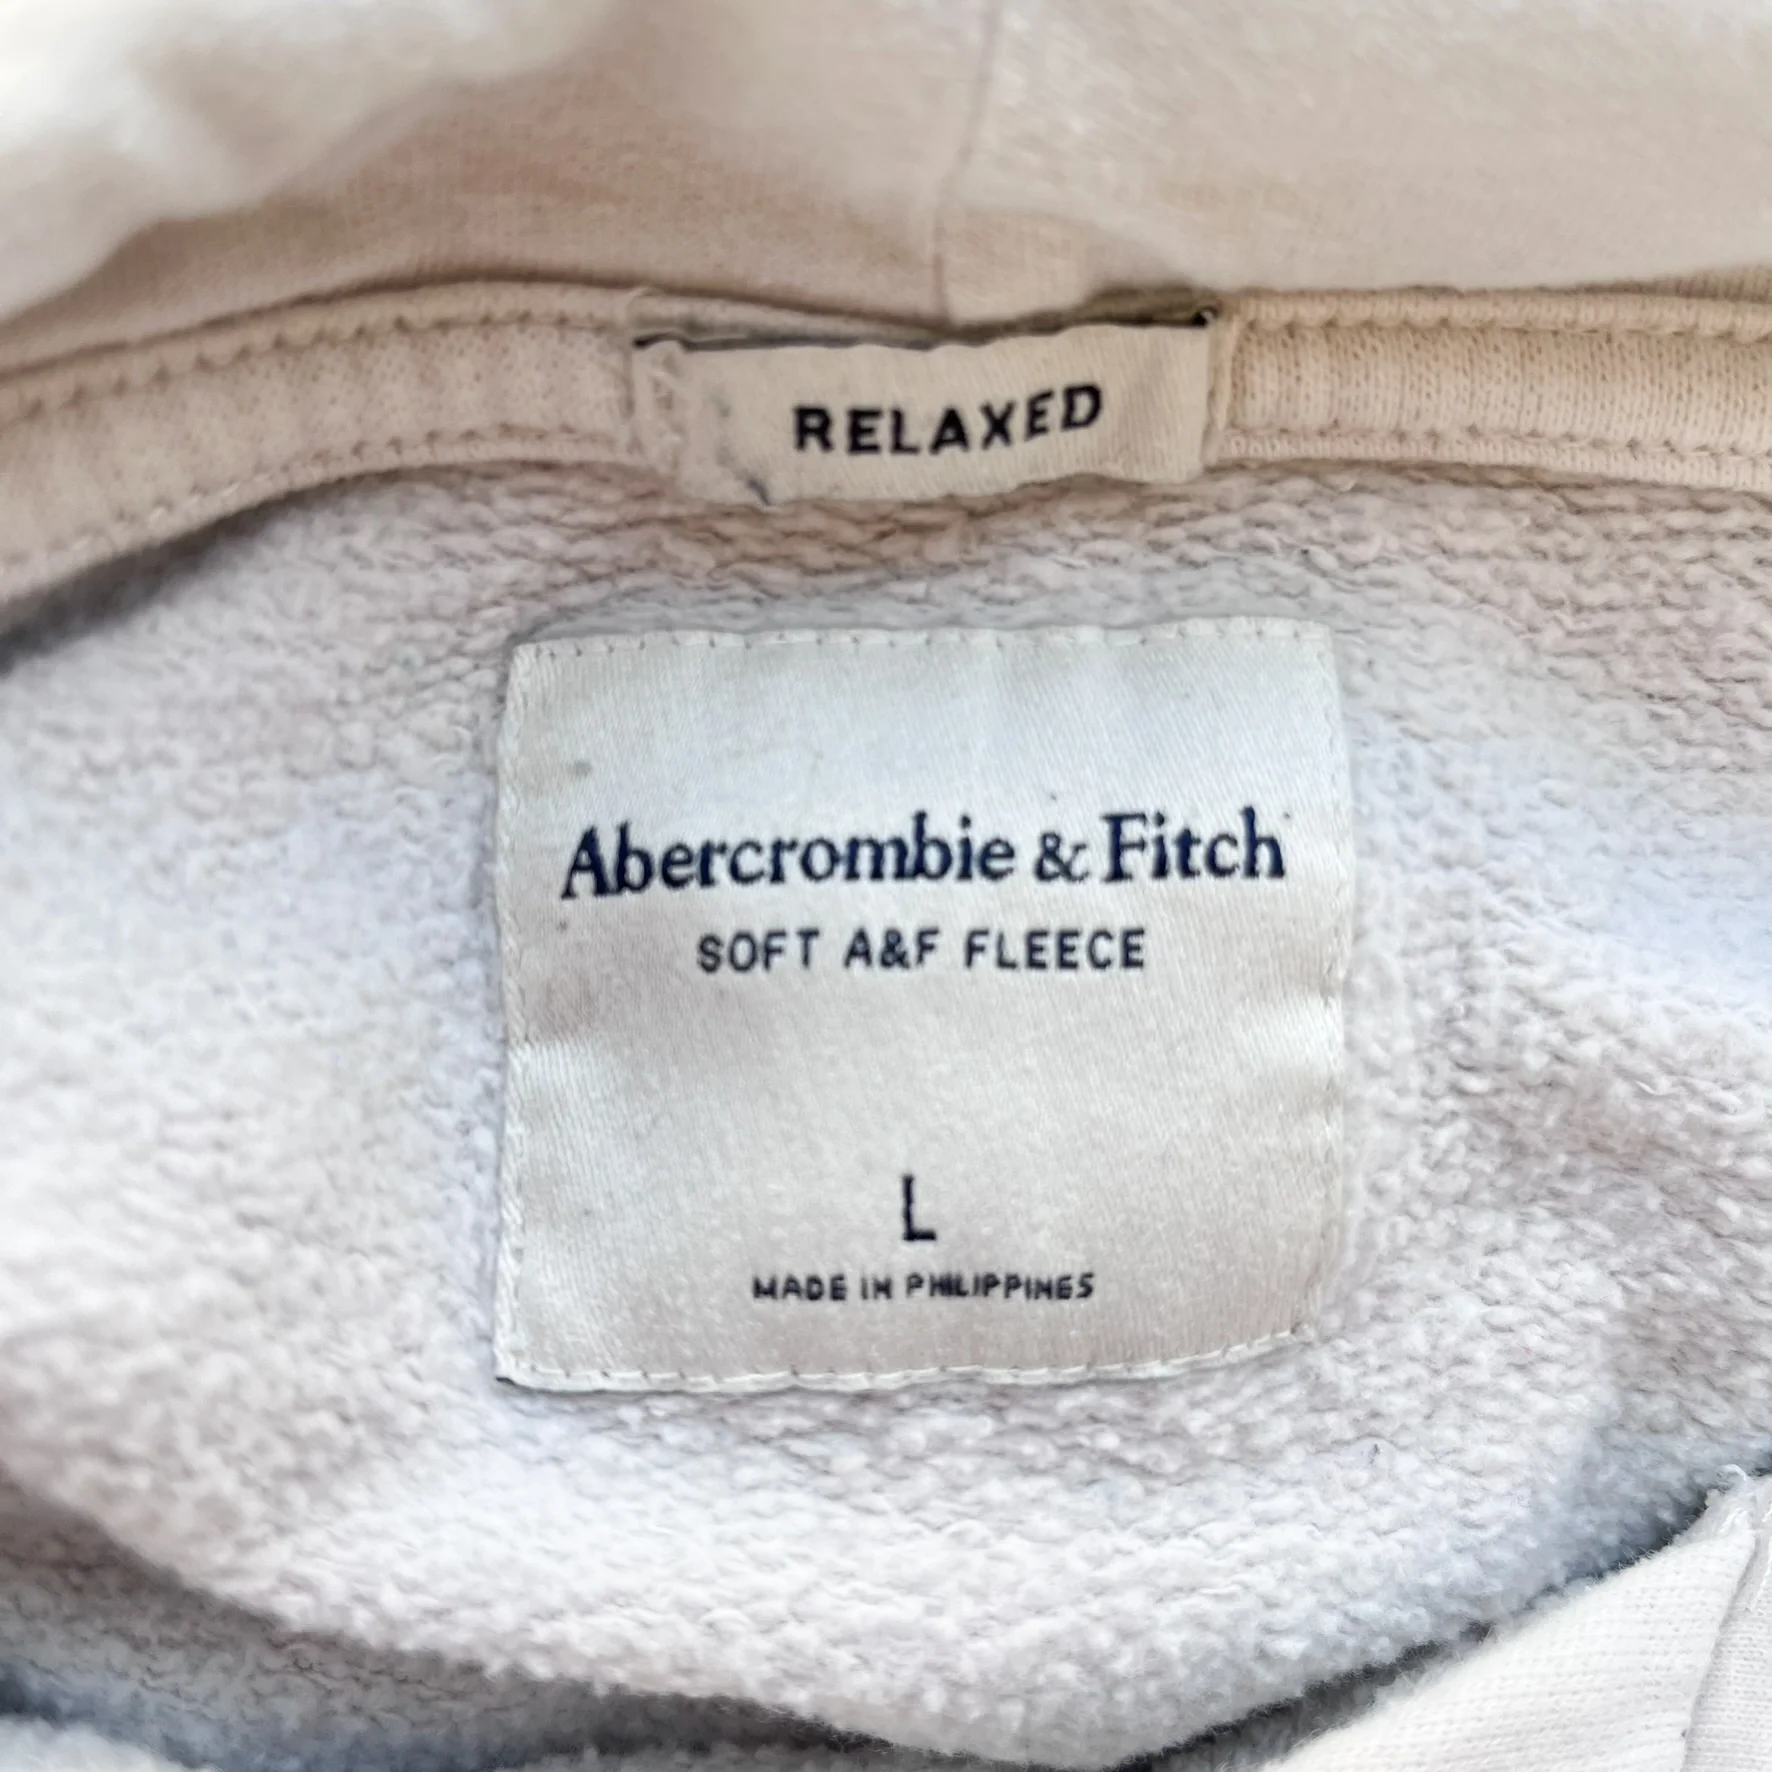 RELAXED
Abercrombie & Fitch
SOFT A&F FLEECE
L
MADE IN PHILIPPINES